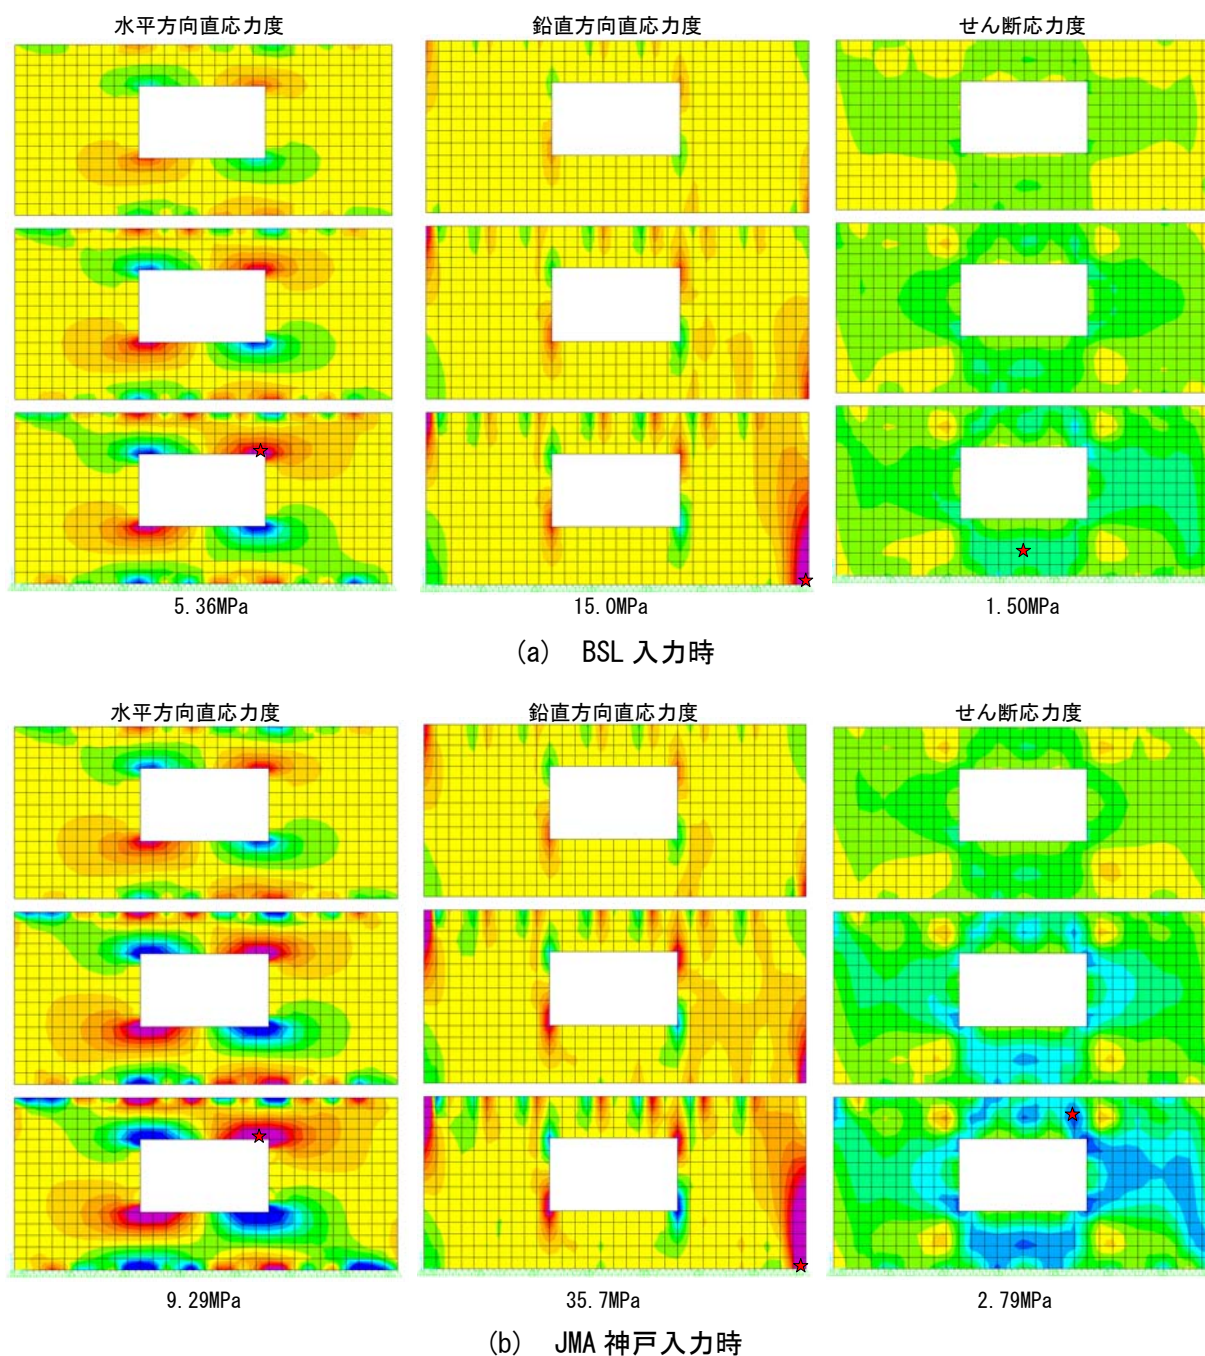 水平方向直応力度 鉛直方向直応力度 せん断応力度
5.36MPa 15.0MPa 1.50MPa
(a) BSL 入力時
水平方向直応力度 鉛直方向直応力度 せん断応力度
9.29MPa 35.7MPa 2.79MPa
(b) JMA 神戸入力時